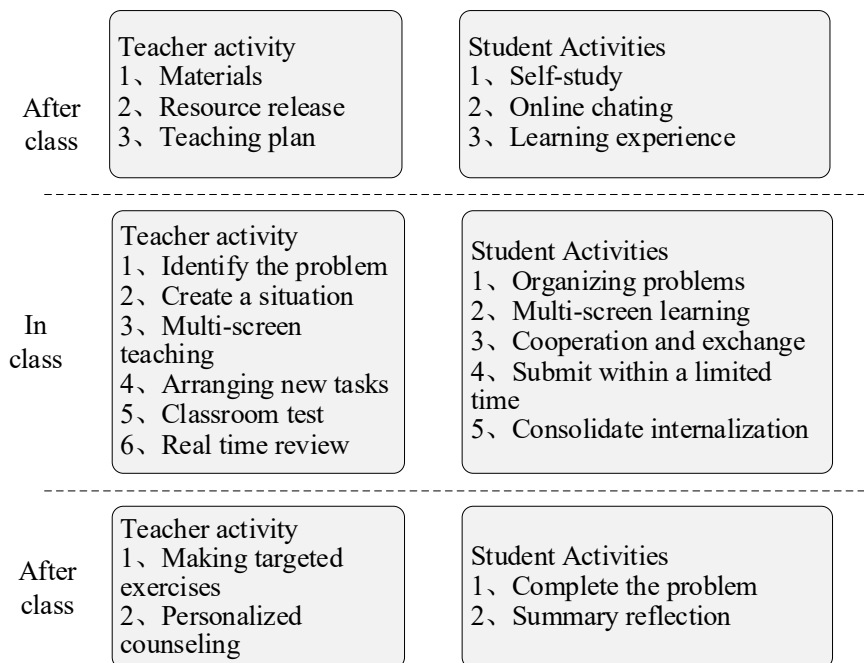 After
class
Teacher activity
1、Materials
2、Resource release
3、Teaching plan
Student Activities
1、Self-study
2、Online chating
3、Learning experience
In
class
Teacher activity
1、Identify the problem
2、Create a situation
3、Multi-screen
teaching
4、Arranging new tasks
5、Classroom test
6、Real time review
Student Activities
1、Organizing problems
2、Multi-screen learning
3、Cooperation and exchange
4、Submit within a limited
time
5、Consolidate internalization
After
class
Teacher activity
1、Making targeted
exercises
2、Personalized
counseling
Student Activities
1、Complete the problem
2、Summary reflection